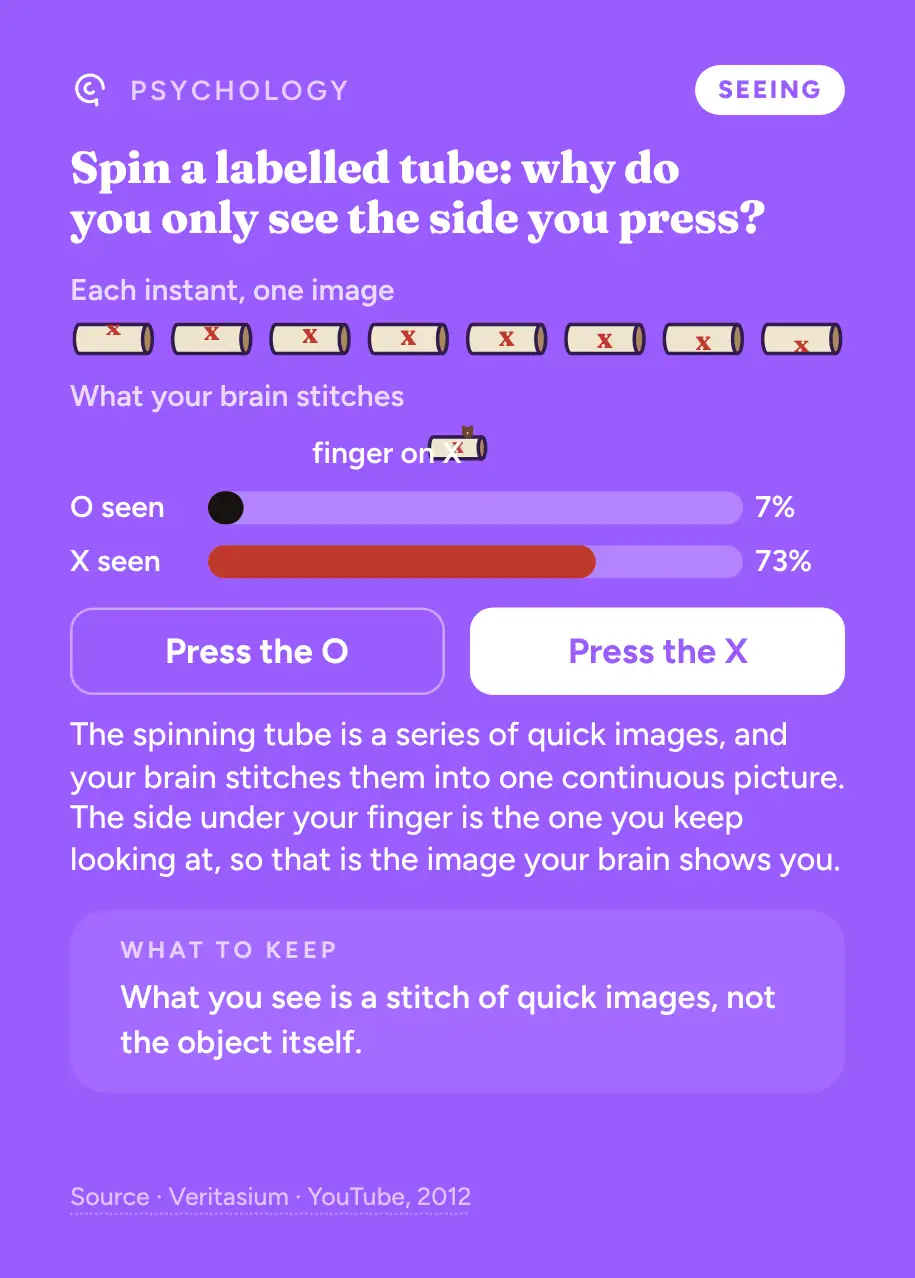 PSYCHOLOGY
SEEING
Spin a labelled tube: why do
you only see the side you press?
Each instant, one image
X X X X X X X X
What your brain stitches
X
finger on X
O seen 7%
X seen 73%
Press the O Press the X
The spinning tube is a series of quick images, and
your brain stitches them into one continuous picture.
The side under your finger is the one you keep
looking at, so that is the image your brain shows you.
WHAT TO KEEP
What you see is a stitch of quick images, not
the object itself.
Source · Veritasium · YouTube, 2012